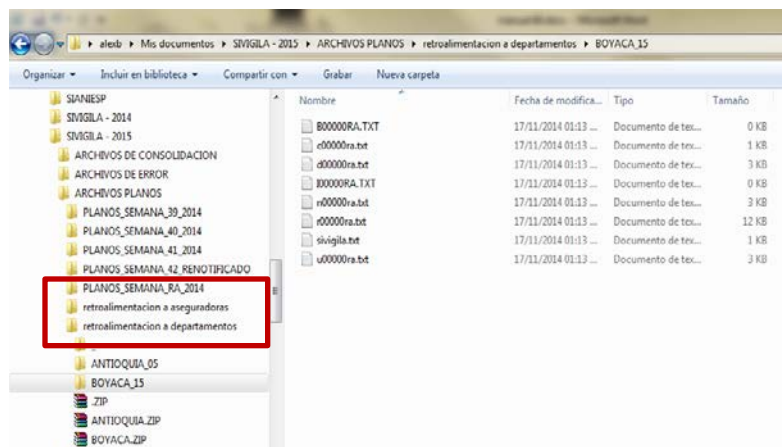 alexb ▸ Mis documentos ▸ SIVIGILA - 2015 ▸ ARCHIVOS PLANOS ▸ retroalimentacion a departamentos ▸ BOYACA_15
Organizar Incluir en biblioteca Compartir con Grabar Nueva carpeta
SIANIESP
SIVIGILA - 2014
SIVIGILA - 2015
ARCHIVOS DE CONSOLIDACION
ARCHIVOS DE ERROR
ARCHIVOS PLANOS
PLANOS_SEMANA_39_2014
PLANOS_SEMANA_40_2014
PLANOS_SEMANA_41_2014
PLANOS_SEMANA_42_RENOTIFICADO
PLANOS_SEMANA_RA_2014
retroalimentacion a aseguradoras
retroalimentacion a departamentos
_
ANTIOQUIA_05
BOYACA_15
.ZIP
ANTIOQUIA.ZIP
BOYACA.ZIP
Nombre Fecha de modifica... Tipo Tamaño
B00000RA.TXT 17/11/2014 01:13 ... Documento de tex... 0 KB
c00000ra.txt 17/11/2014 01:13 ... Documento de tex... 1 KB
d00000ra.txt 17/11/2014 01:13 ... Documento de tex... 3 KB
I00000RA.TXT 17/11/2014 01:13 ... Documento de tex... 0 KB
n00000ra.txt 17/11/2014 01:13 ... Documento de tex... 3 KB
r00000ra.txt 17/11/2014 01:13 ... Documento de tex... 12 KB
sivigila.txt 17/11/2014 01:13 ... Documento de tex... 1 KB
u00000ra.txt 17/11/2014 01:13 ... Documento de tex... 3 KB